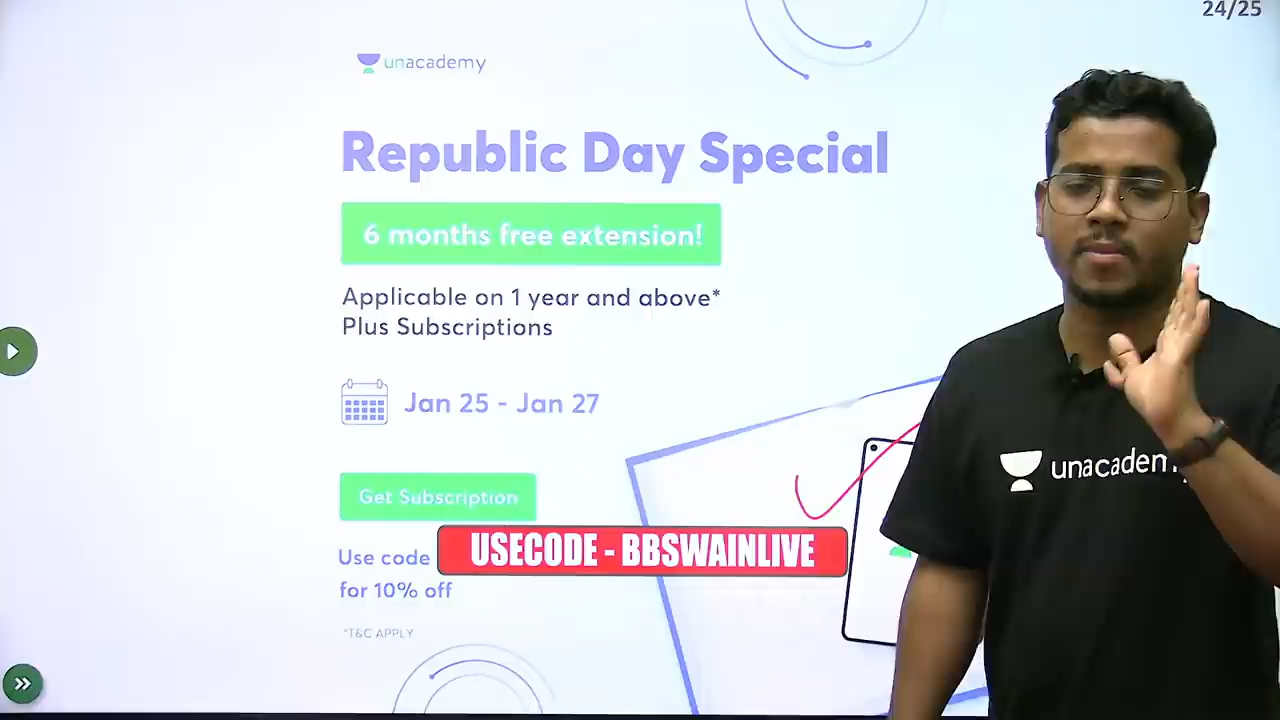 24/25
unacademy
Republic Day Special
6 months free extension!
Applicable on 1 year and above*
Plus Subscriptions
Jan 25 - Jan 27
Get Subscription
Use code
USECODE - BBSWAINLIVE
for 10% off
*T&C APPLY
unacademy